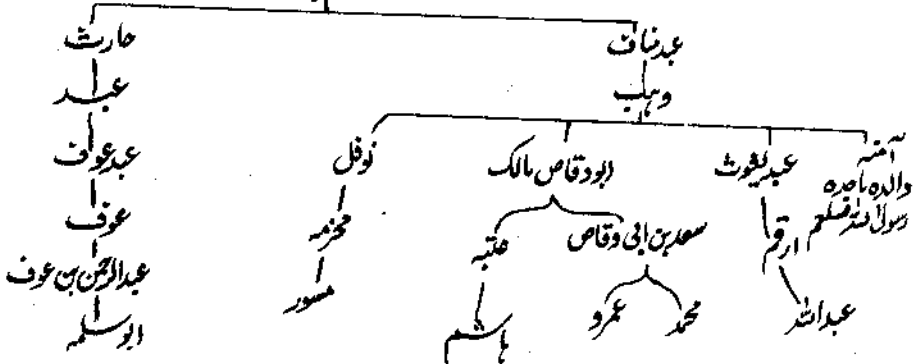 عبدمناف حارث
وہب عبد
آمنہ والدہ ماجدہ رسول اللہ صلعم عبدیغوث ابووقاص مالک نوفل عبدعوف
ارقم سعد بن ابی وقاص عتبہ مخرمہ عوف
عبداللہ محمد عمرو ہاشم مسور عبدالرحمن بن عوف
ابوسلمہ